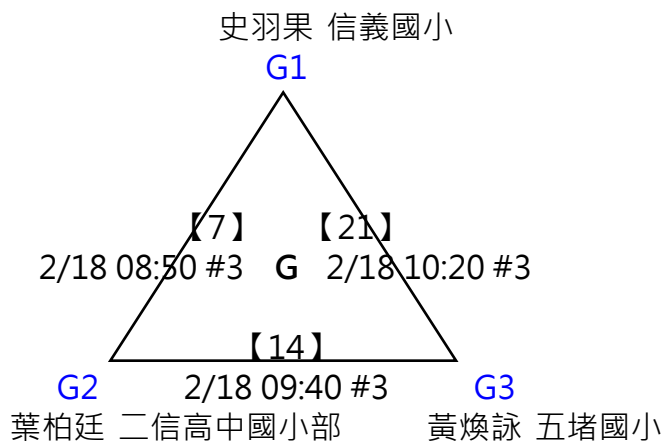 史羽果 信義國小
G1
【7】 【21】
2/18 08:50 #3 G 2/18 10:20 #3
【14】
G2 2/18 09:40 #3 G3
葉柏廷 二信高中國小部 黃煥詠 五堵國小